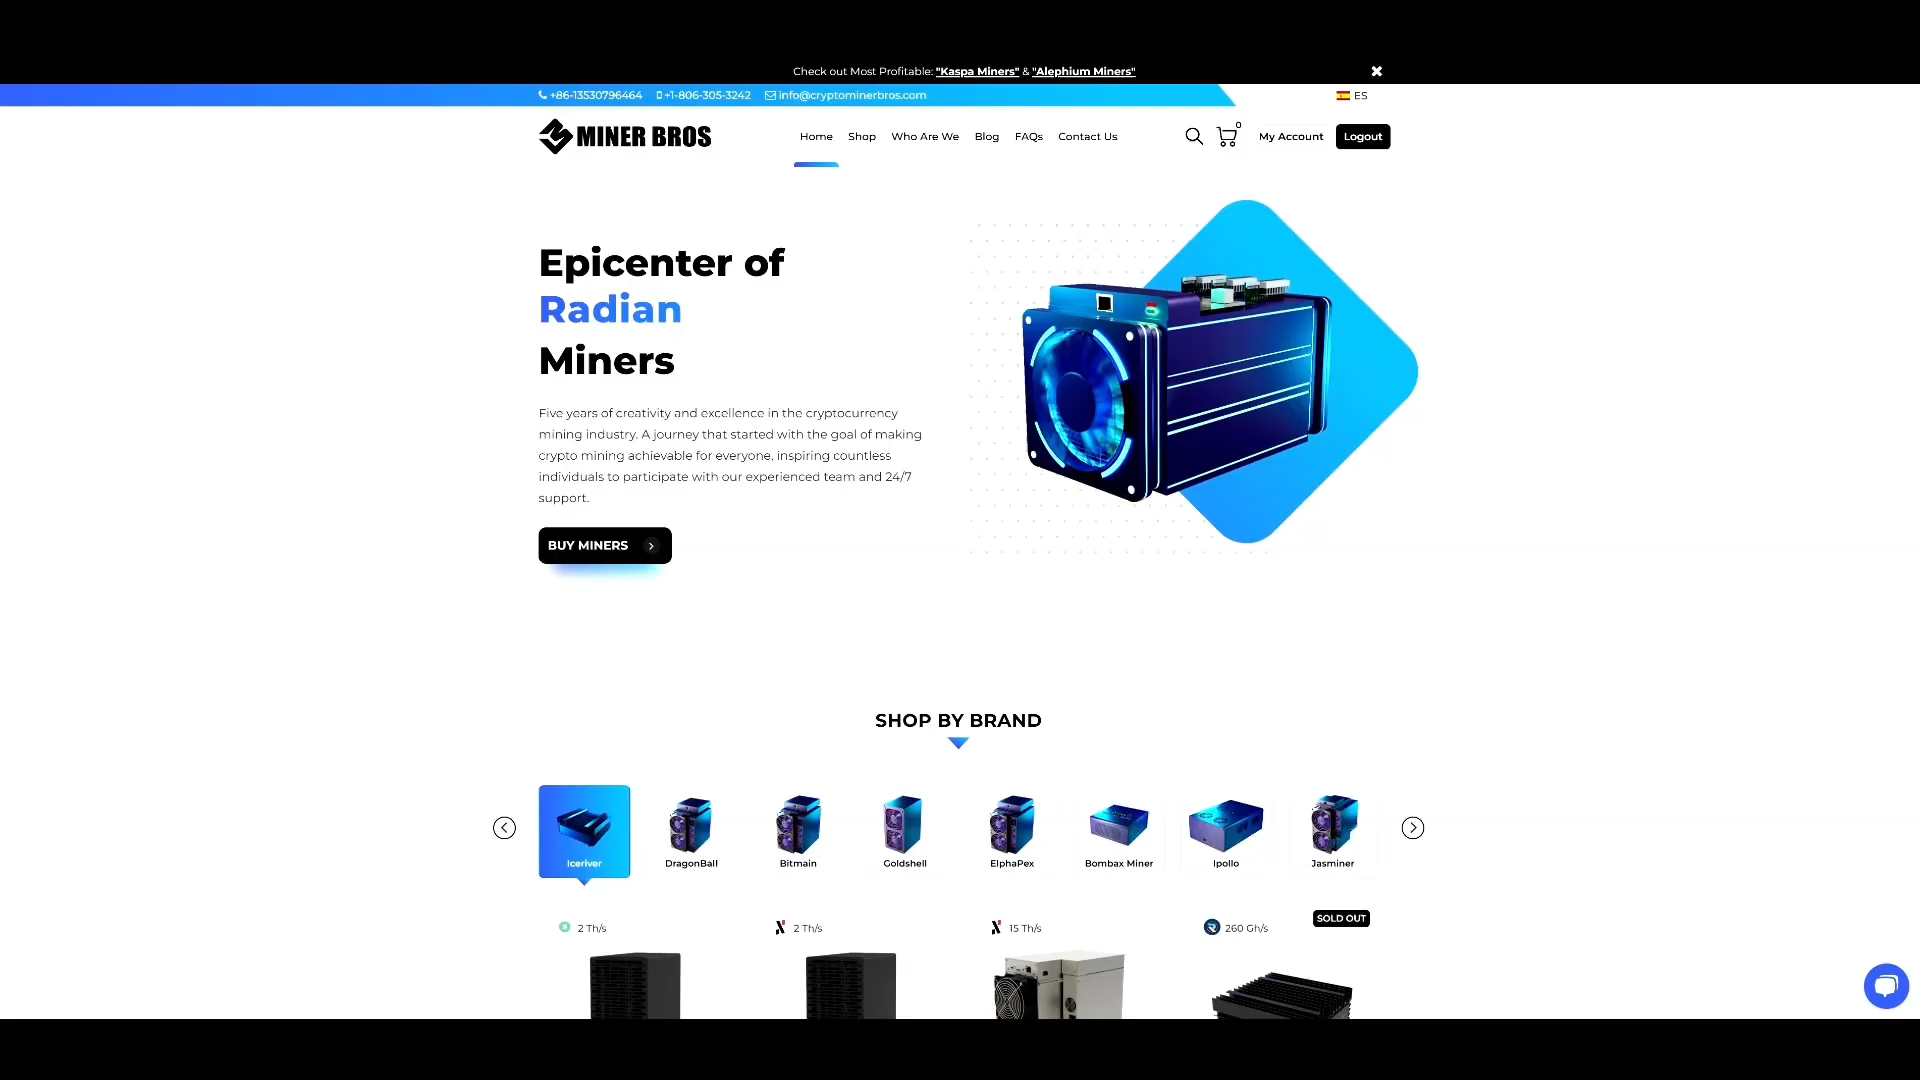 Check out Most Profitable: "Kaspa Miners" & "Alephium Miners"
+86-13530796464 +1-806-305-3242 info@cryptominerbros.com ES
MINER BROS
Home Shop Who Are We Blog FAQs Contact Us 0 My Account Logout
Epicenter of
Radian
Miners
Five years of creativity and excellence in the cryptocurrency
mining industry. A journey that started with the goal of making
crypto mining achievable for everyone, inspiring countless
individuals to participate with our experienced team and 24/7
support.
BUY MINERS
SHOP BY BRAND
Iceriver DragonBall Bitmain Goldshell ElphaPex Bombax Miner Ipollo Jasminer
2 Th/s 2 Th/s 15 Th/s 260 Gh/s SOLD OUT